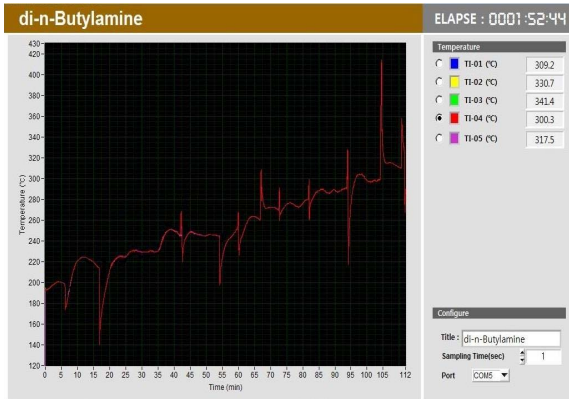 di-n-Butylamine
ELAPSE : 0001:52:44
Temperature
TI-01 (℃) 309.2
TI-02 (℃) 330.7
TI-03 (℃) 341.4
TI-04 (℃) 300.3
TI-05 (℃) 317.5
430
420
400
380
360
340
320
300
280
260
240
220
200
180
160
140
120
Temperature (℃)
0 5 10 15 20 25 30 35 40 45 50 55 60 65 70 75 80 85 90 95 100 105 112
Time (min)
Configure
Title : di-n-Butylamine
Sampling Time(sec) 1
Port COM5